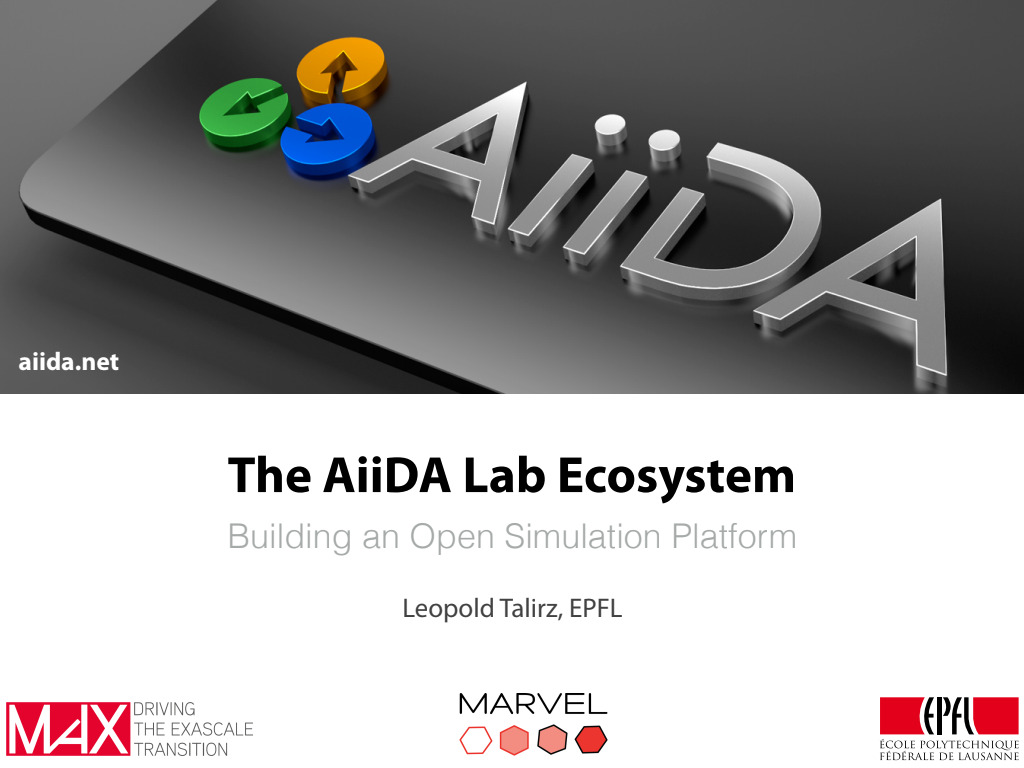 AiiDA
aiida.net
The AiiDA Lab Ecosystem
Building an Open Simulation Platform
Leopold Talirz, EPFL
MAX
DRIVING
THE EXASCALE
TRANSITION
MARVEL
EPFL
ÉCOLE POLYTECHNIQUE
FÉDÉRALE DE LAUSANNE